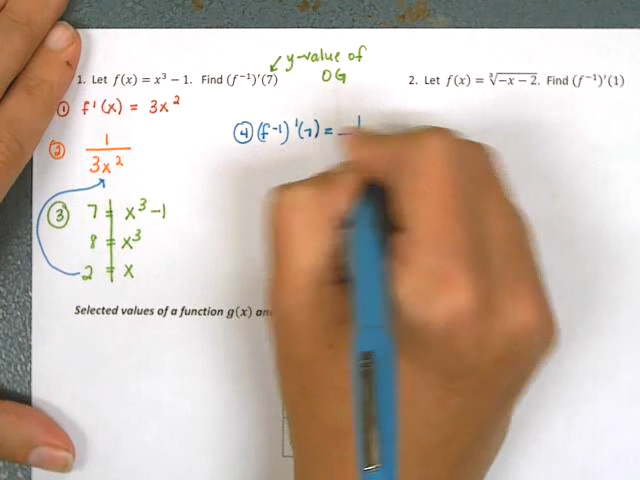 y-value of
OG
1. Let f(x) = x³ − 1. Find (f⁻¹)′(7)
2. Let f(x) = ∛−x − 2. Find (f⁻¹)′(1)
① f'(x) = 3x²
② 1
3x²
④ (f⁻¹)'(7) = 1
③ 7 = x³ −1
8 = x³
2 = x
Selected values of a function g(x)